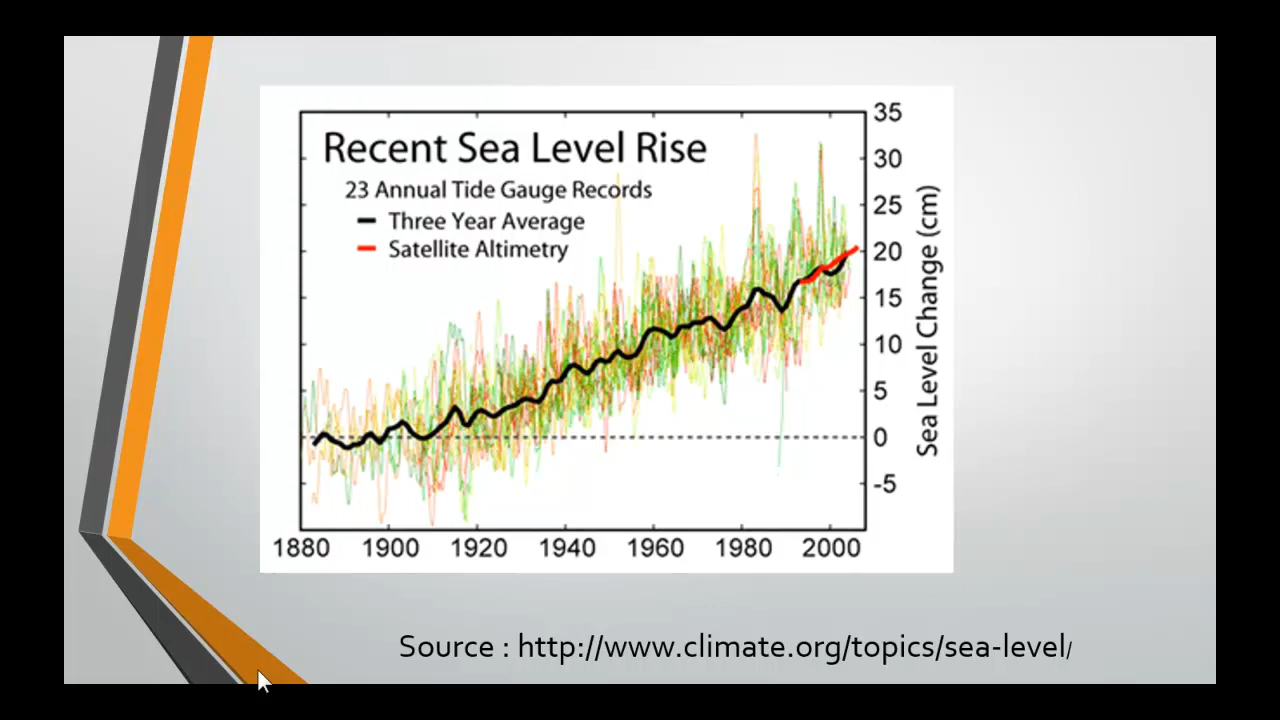 Recent Sea Level Rise
23 Annual Tide Gauge Records
Three Year Average
Satellite Altimetry
35
30
25
20
15
10
5
0
-5
Sea Level Change (cm)
1880 1900 1920 1940 1960 1980 2000
Source : http://www.climate.org/topics/sea-level/